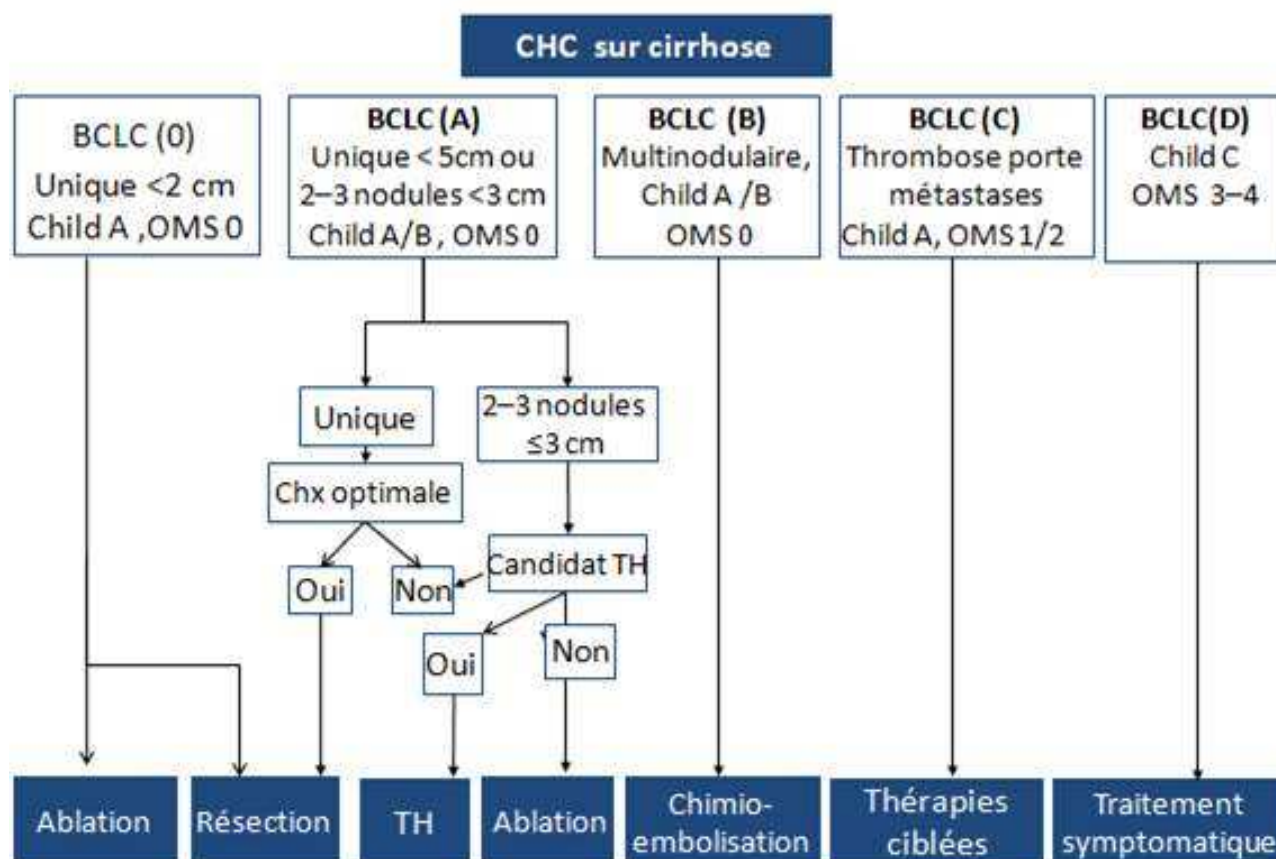 CHC sur cirrhose
BCLC (0)
Unique <2 cm
Child A ,OMS 0
BCLC (A)
Unique < 5cm ou
2–3 nodules <3 cm
Child A/B , OMS 0
BCLC (B)
Multinodulaire,
Child A /B
OMS 0
BCLC (C)
Thrombose porte
métastases
Child A, OMS 1/2
BCLC(D)
Child C
OMS 3–4
Unique
2–3 nodules
≤3 cm
Chx optimale
Candidat TH
Oui
Non
Oui
Non
Ablation
Résection
TH
Ablation
Chimio-
embolisation
Thérapies
ciblées
Traitement
symptomatique